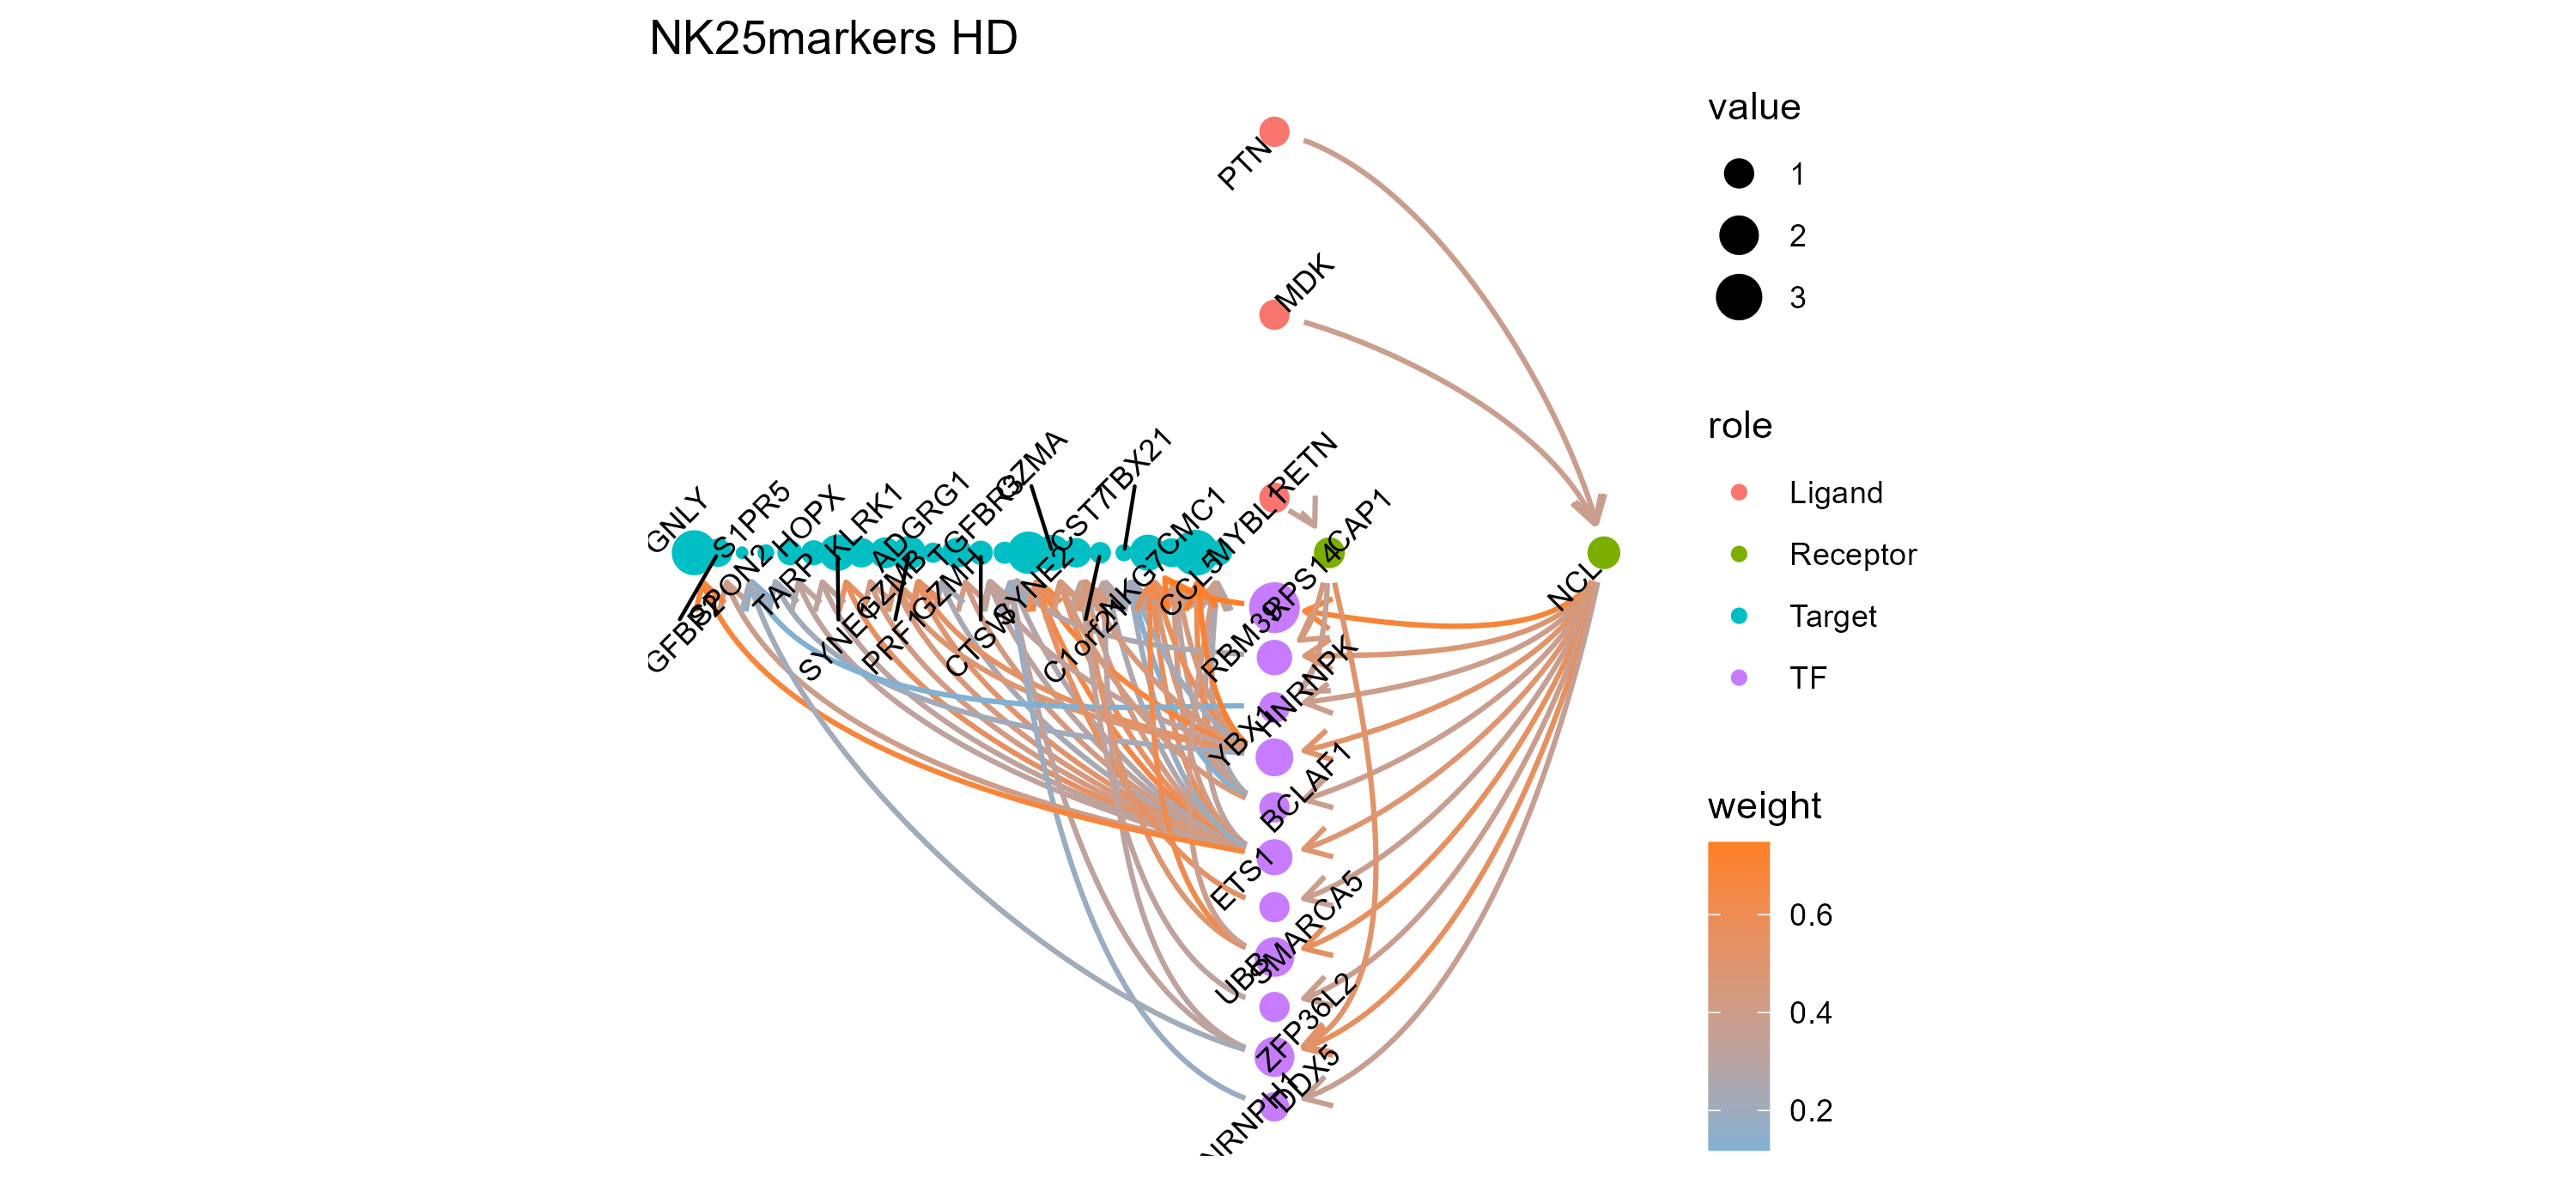 NK25markers HD
value
1
2
3
role
Ligand
Receptor
Target
TF
weight
0.6
0.4
0.2
PTN
MDK
RETN
CAP1
NCL
GNLY
S1PR5
HOPX
KLRK1
ADGRG1
TGFBR3
GZMA
CST7
TBX21
CMC1
MYBL1
SPON2
TARP
SYNE1
GZMB
PRF1
GZMH
CTSW
SYNE2
C1orf21
NKG7
CCL5
RPS14
RBM39
HNRNPK
YBX1
BCLAF1
ETS1
SMARCA5
UBB
ZFP36L2
DDX5